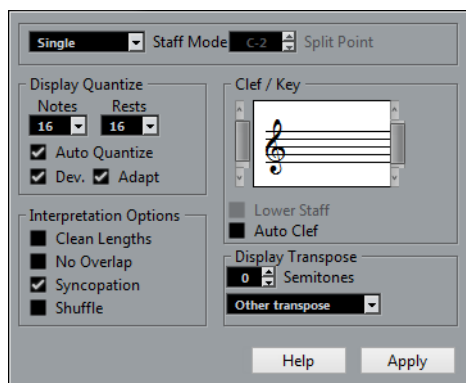 Single Staff Mode C-2 Split Point
Display Quantize
Notes Rests
16 16
Auto Quantize
Dev. Adapt
Interpretation Options
Clean Lengths
No Overlap
Syncopation
Shuffle
Clef / Key
Lower Staff
Auto Clef
Display Transpose
0 Semitones
Other transpose
Help Apply